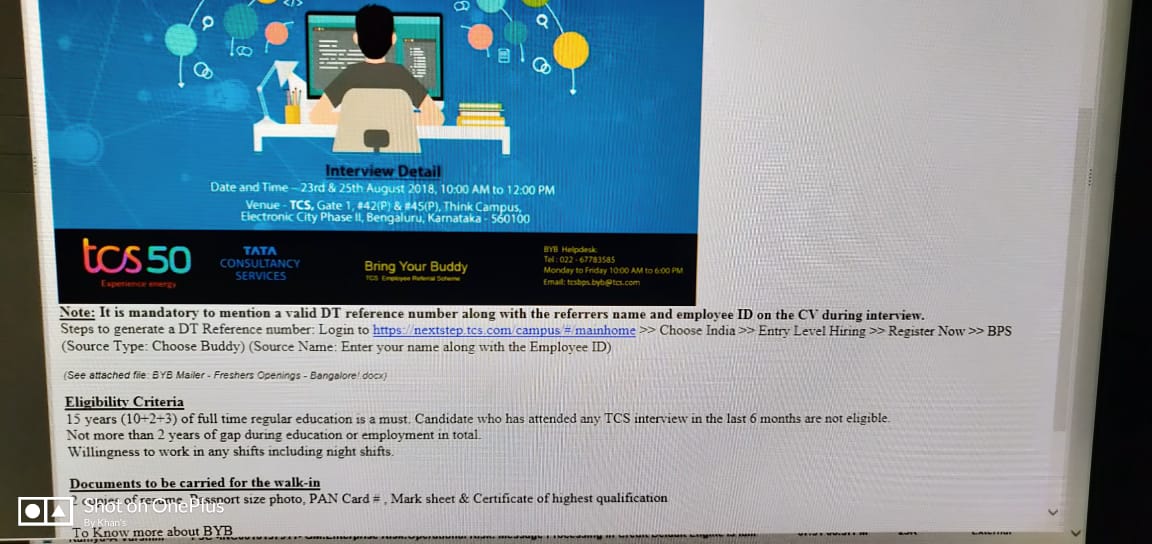 </>
Interview Detail
Date and Time – 23rd & 25th August 2018, 10:00 AM to 12:00 PM
Venue - TCS, Gate 1, #42(P) & #45(P), Think Campus,
Electronic City Phase II, Bengaluru, Karnataka - 560100
tcs 50
Experience energy
TATA
CONSULTANCY
SERVICES
Bring Your Buddy
TCS Employee Referral Scheme
BYB Helpdesk:
Tel : 022 - 67783585
Monday to Friday 10:00 AM to 6:00 PM
Email: tcsbps.byb@tcs.com
Note: It is mandatory to mention a valid DT reference number along with the referrers name and employee ID on the CV during interview.
Steps to generate a DT Reference number: Login to https://nextstep.tcs.com/campus/#/mainhome >> Choose India >> Entry Level Hiring >> Register Now >> BPS
(Source Type: Choose Buddy) (Source Name: Enter your name along with the Employee ID)
(See attached file: BYB Mailer - Freshers Openings - Bangalore!.docx)
Eligibility Criteria
15 years (10+2+3) of full time regular education is a must. Candidate who has attended any TCS interview in the last 6 months are not eligible.
Not more than 2 years of gap during education or employment in total.
Willingness to work in any shifts including night shifts.
Documents to be carried for the walk-in
2 copies of resume, Passport size photo, PAN Card # , Mark sheet & Certificate of highest qualification
Shot on OnePlus
By Khan's
To Know more about BYB